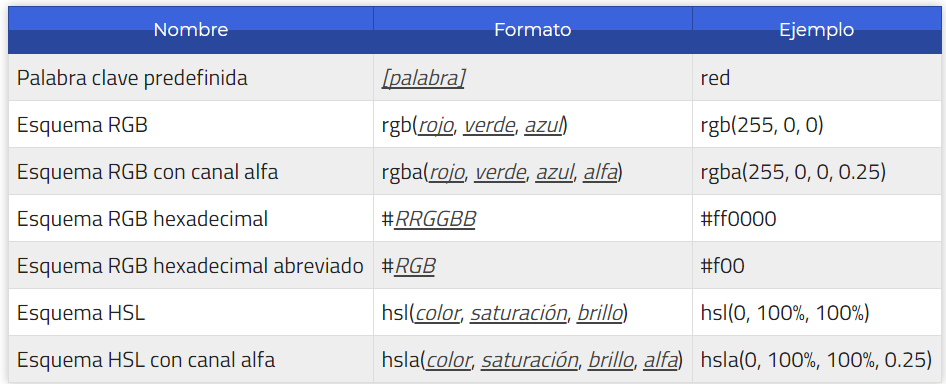 Nombre Formato Ejemplo
Palabra clave predefinida [palabra] red
Esquema RGB rgb(rojo, verde, azul) rgb(255, 0, 0)
Esquema RGB con canal alfa rgba(rojo, verde, azul, alfa) rgba(255, 0, 0, 0.25)
Esquema RGB hexadecimal #RRGGBB #ff0000
Esquema RGB hexadecimal abreviado #RGB #f00
Esquema HSL hsl(color, saturación, brillo) hsl(0, 100%, 100%)
Esquema HSL con canal alfa hsla(color, saturación, brillo, alfa) hsla(0, 100%, 100%, 0.25)